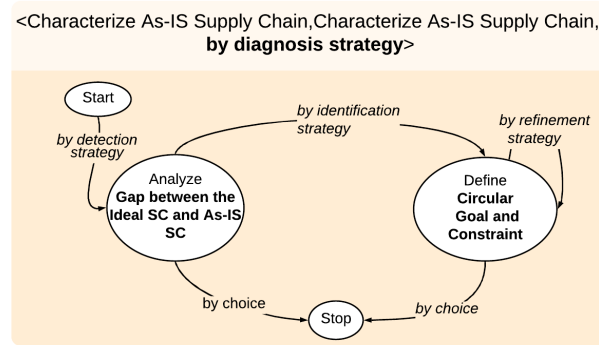 <Characterize As-IS Supply Chain,Characterize As-IS Supply Chain,
by diagnosis strategy>
Start
by identification
strategy
by refinement
strategy
by detection
strategy
Analyze
Gap between the
Ideal SC and As-IS
SC
Define
Circular
Goal and
Constraint
by choice
by choice
Stop